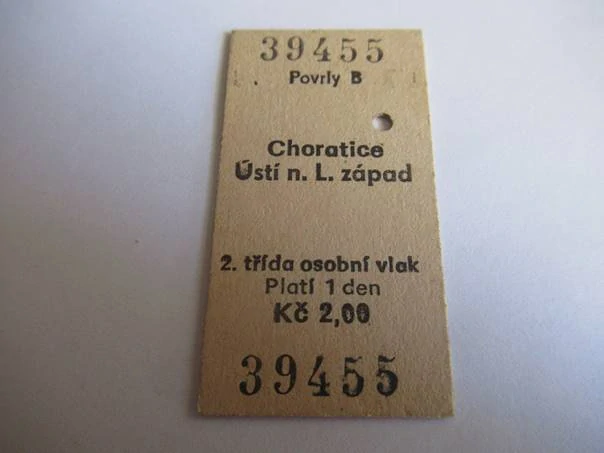 39455
Povrly B
Choratice
Ústí n. L. západ
2. třída osobní vlak
Platí 1 den
Kč 2,00
39455